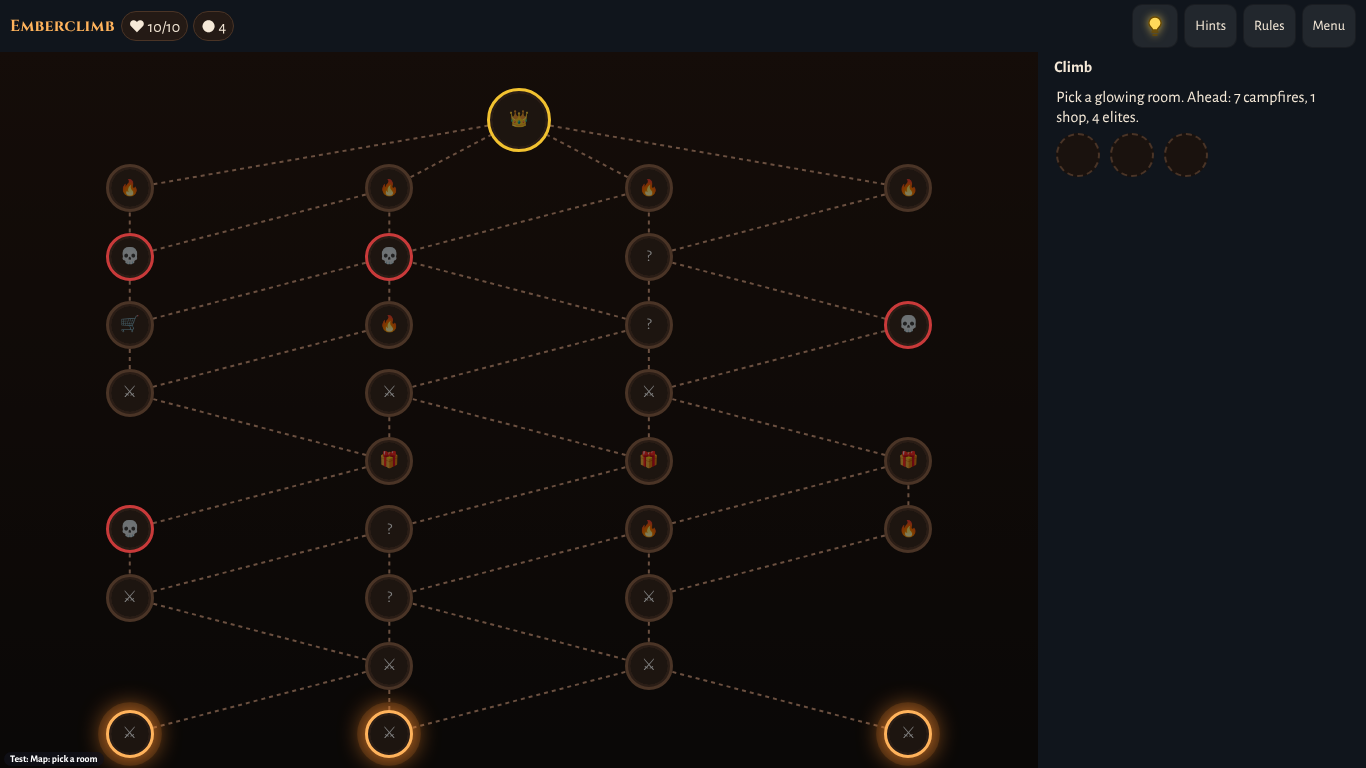 EMBERCLIMB 10/10 4 Hints Rules Menu
Climb
Pick a glowing room. Ahead: 7 campfires, 1
shop, 4 elites.
?
?
?
?
Test: Map: pick a room